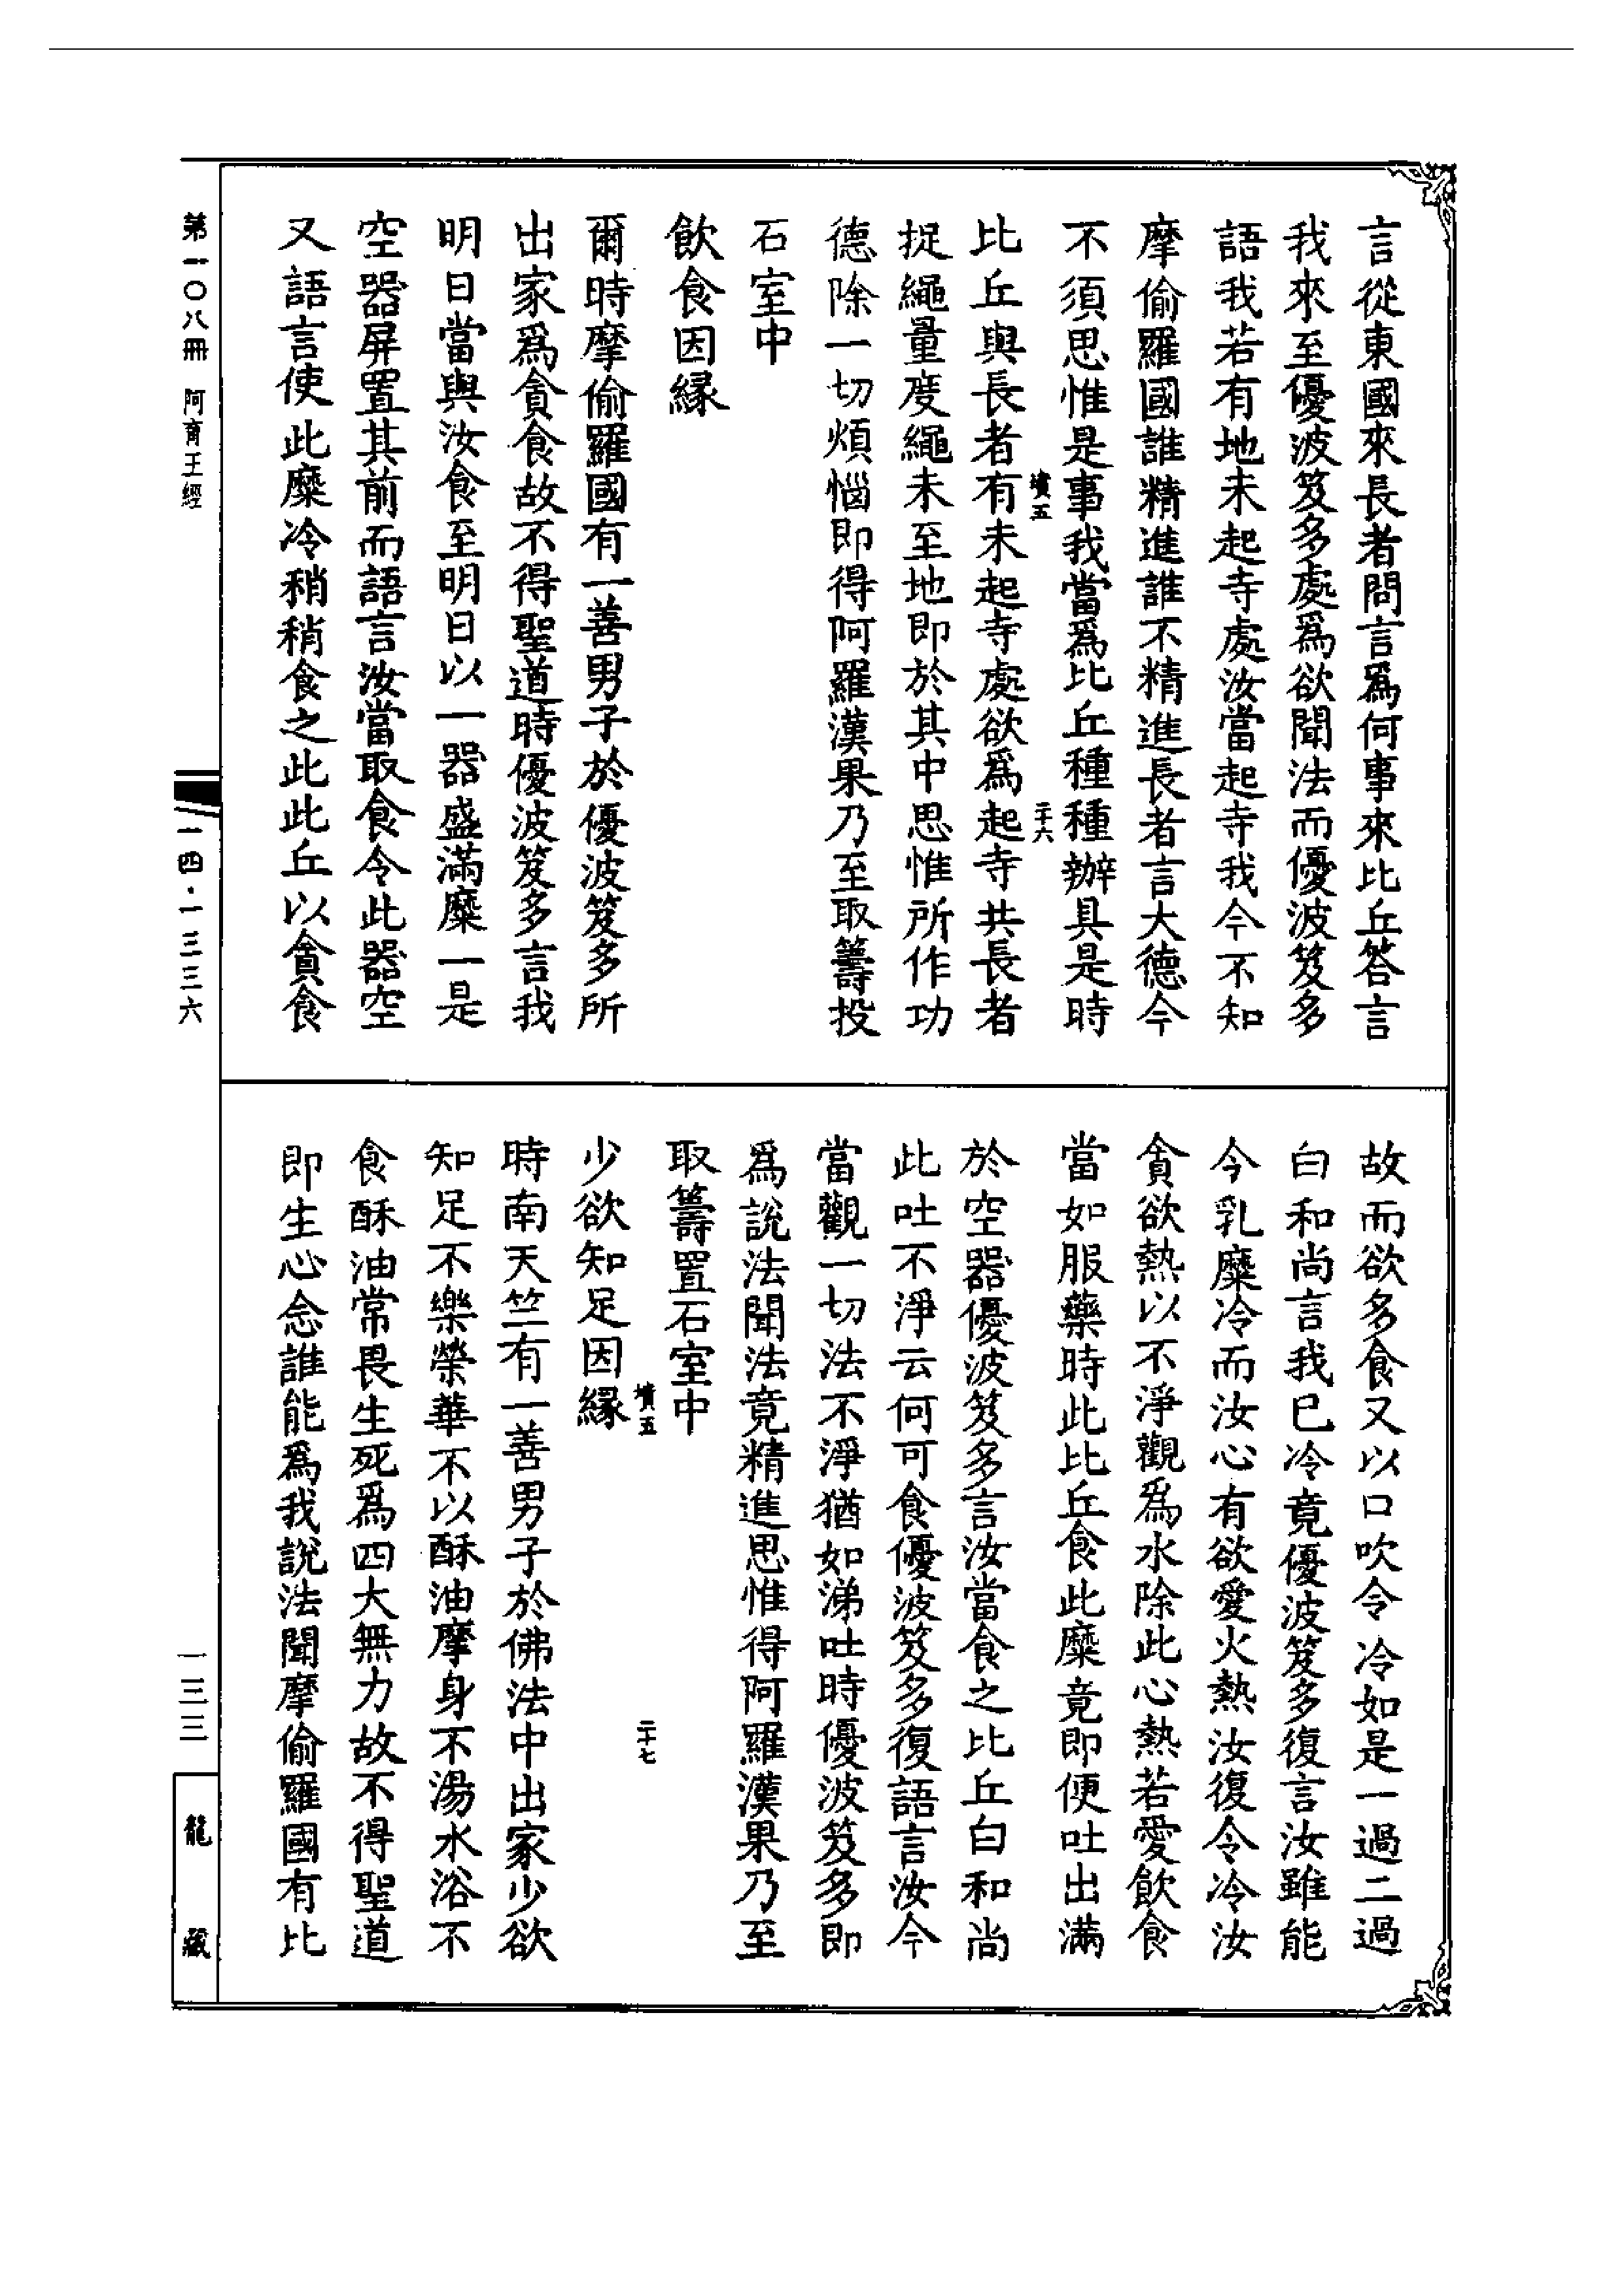 言從東國來長者問言爲何事來比丘答言
我來至優波笈多處爲欲聞法而優波笈多
語我若有地未起寺處汝當起寺我今不知
摩偷羅國誰精進誰不精進長者言大德今
不須思惟是事我當爲比丘種種辦具是時
墳五
二十六
比丘與長者有未起寺處欲爲起寺共長者
捉繩量度繩未至地即於其中思惟所作功
德除一切煩惱即得阿羅漢果乃至取籌投
石室中
飲食因緣
爾時摩偷羅國有一善男子於優波笈多所
出家爲貪食故不得聖道時優波笈多言我
明日當與汝食至明日以一器盛滿糜一是
空器屏置其前而語言汝當取食令此器空
又語言使此糜冷稍稍食之此比丘以貪食
故而欲多食又以口吹令冷如是一過二過
白和尚言我已冷竟優波笈多復言汝雖能
令乳糜冷而汝心有欲愛火熱汝復令冷汝
貪欲熱以不淨觀爲水除此心熱若愛飲食
當如服藥時此比丘食此糜竟即便吐出滿
於空器優波笈多言汝當食之比丘白和尚
此吐不淨云何可食優波笈多復語言汝今
當觀一切法不淨猶如涕吐時優波笈多即
爲說法聞法竟精進思惟得阿羅漢果乃至
取籌置石室中
墳五
二十七
少欲知足因緣
時南天竺有一善男子於佛法中出家少欲
知足不樂榮華不以酥油摩身不湯水浴不
食酥油常畏生死爲四大無力故不得聖道
即生心念誰能爲我說法聞摩偷羅國有比
第一〇八冊 阿育王經
一四·一三三六
一三三
龍藏